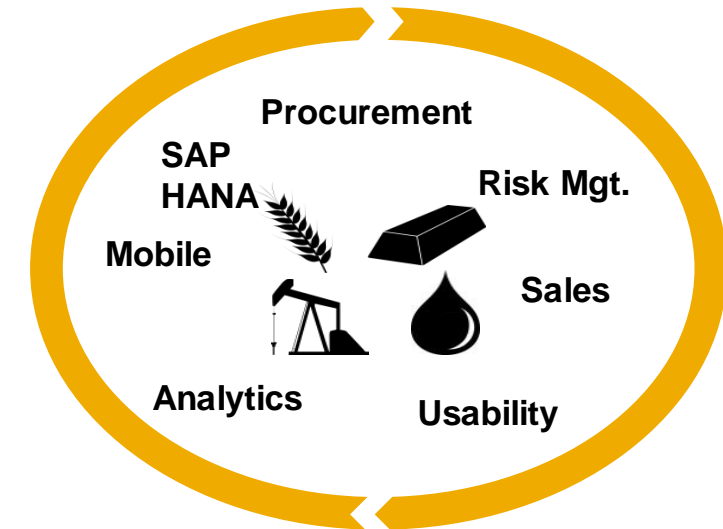 Procurement
SAP
HANA
Risk Mgt.
Mobile
Sales
Analytics
Usability